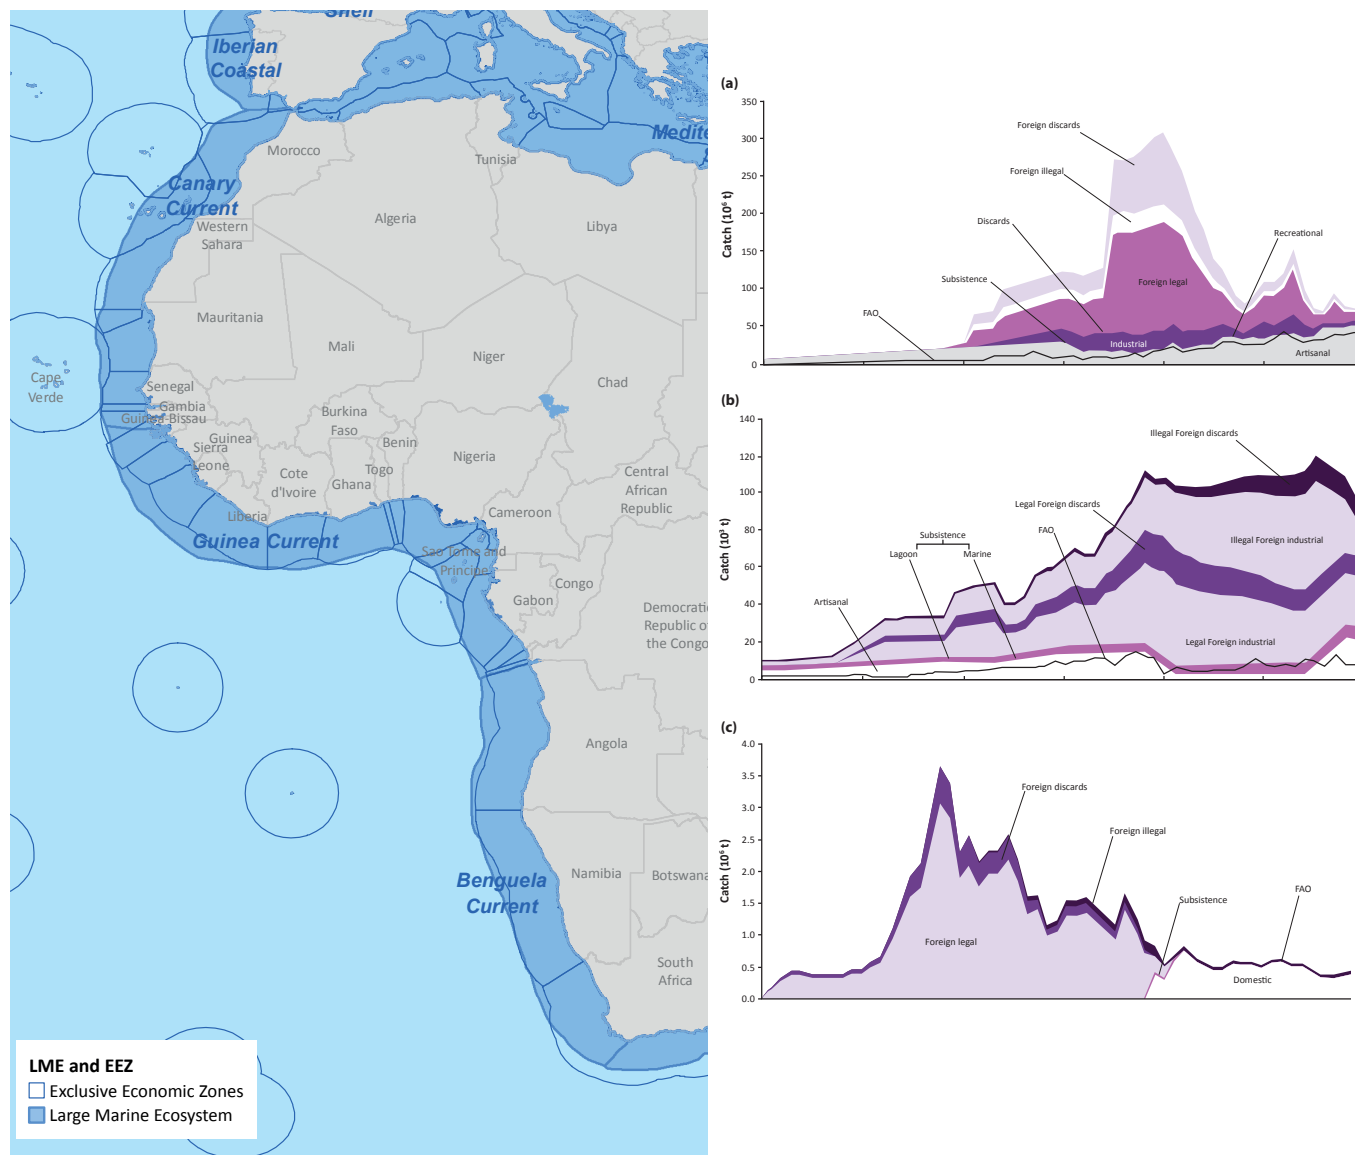 Shelf
Iberian
Coastal
Medite
S
Morocco
Tunisia
Canary
Current
Algeria
Libya
Western
Sahara
Mauritania
Mali
Niger
Chad
Cape
Verde
Senegal
Gambia
Guinea-Bissau
Guinea
Sierra
Leone
Burkina
Faso
Benin
Nigeria
Togo
Ghana
Cote
d'Ivoire
Liberia
Central
African
Republic
Cameroon
Guinea Current
Sao Tome and
Principe
Congo
Gabon
Democratic
Republic of
the Congo
Angola
Namibia
Botswana
Benguela
Current
South
Africa
LME and EEZ
Exclusive Economic Zones
Large Marine Ecosystem
(a)
Catch (10⁶ t)
350
300
250
200
150
100
50
0
Foreign discards
Foreign illegal
Discards
Subsistence
FAO
Recreational
Foreign legal
Industrial
Artisanal
(b)
Catch (10³ t)
140
120
100
80
60
40
20
0
Illegal Foreign discards
Legal Foreign discards
FAO
Subsistence
Lagoon
Marine
Artisanal
Illegal Foreign industrial
Legal Foreign industrial
(c)
Catch (10⁶ t)
4.0
3.5
3.0
2.5
2.0
1.5
1.0
0.5
0.0
Foreign discards
Foreign illegal
Subsistence
FAO
Foreign legal
Domestic